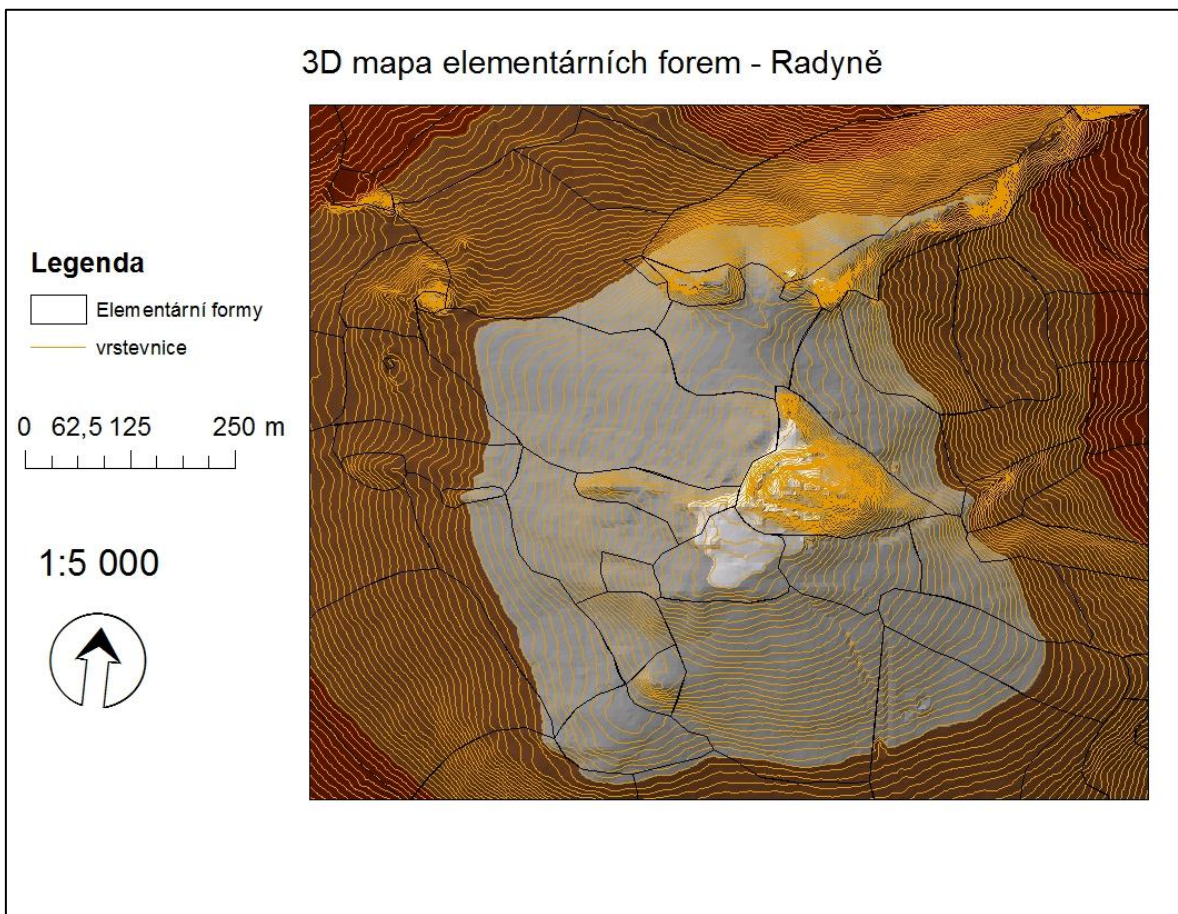 3D mapa elementárních forem - Radyně
Legenda
Elementární formy
vrstevnice
0 62,5 125 250 m
1:5 000